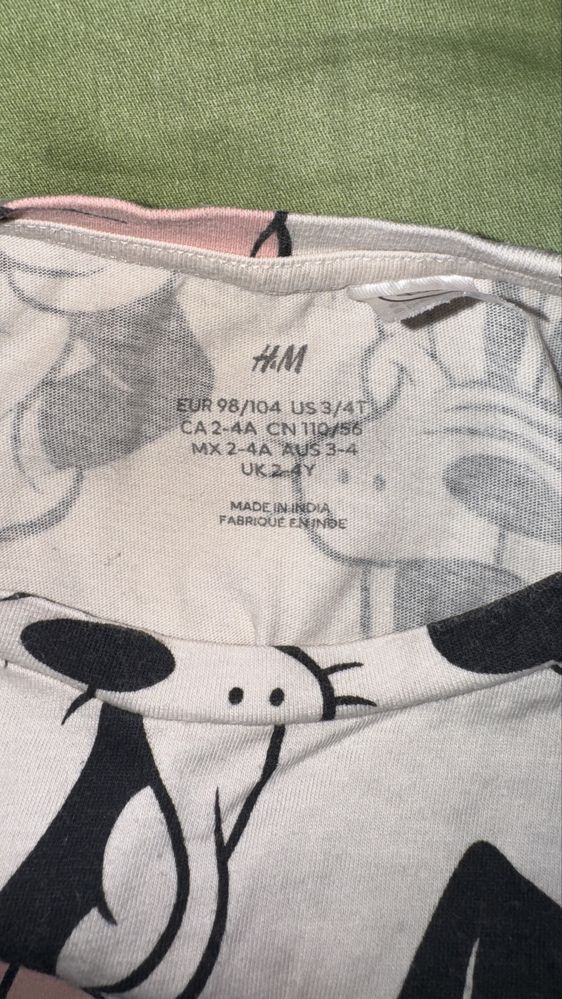 H&M
EUR 98/104 US 3/4T
CA 2-4A CN 110/56
MX 2-4A AUS 3-4
UK 2-4Y
MADE IN INDIA
FABRIQUÉ EN INDE